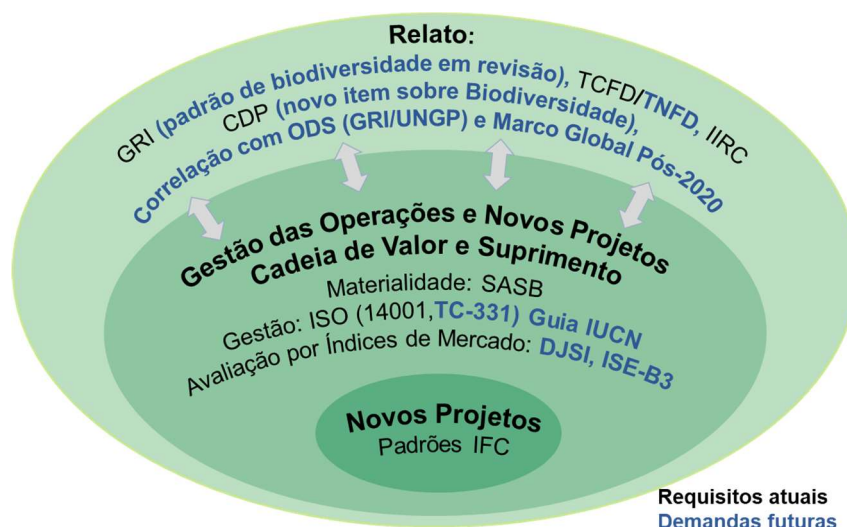 Relato:
GRI (padrão de biodiversidade em revisão), TCFD/TNFD, IIRC
CDP (novo item sobre Biodiversidade),
Correlação com ODS (GRI/UNGP) e Marco Global Pós-2020
Gestão das Operações e Novos Projetos
Cadeia de Valor e Suprimento
Materialidade: SASB
Gestão: ISO (14001,TC-331) Guia IUCN
Avaliação por Índices de Mercado: DJSI, ISE-B3
Novos Projetos
Padrões IFC
Requisitos atuais
Demandas futuras